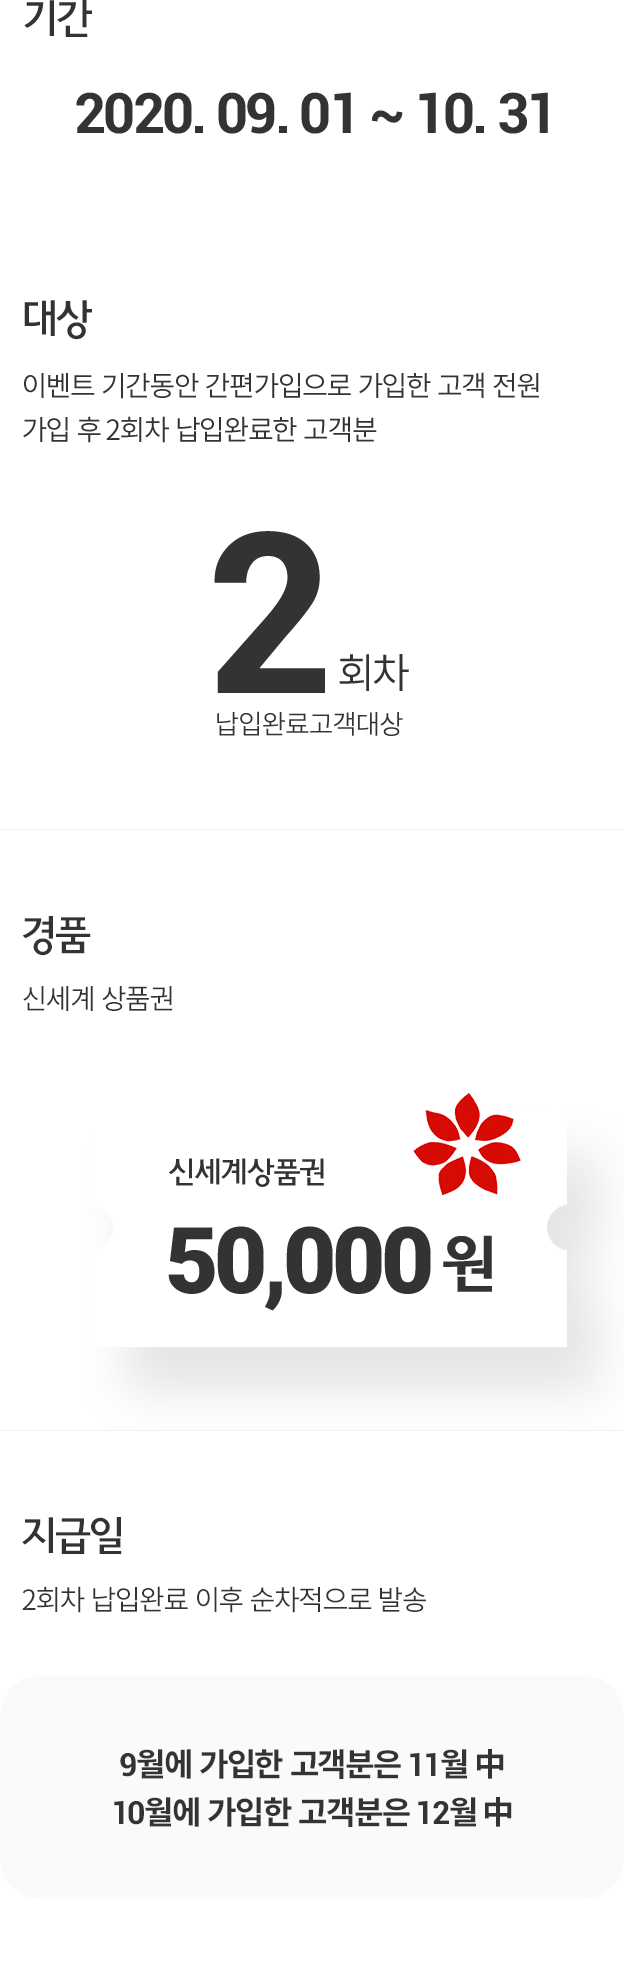 기간
2020. 09. 01 ~ 10. 31
대상
이벤트 기간동안 간편가입으로 가입한 고객 전원
가입 후 2회차 납입완료한 고객분
2 회차
납입완료고객대상
경품
신세계 상품권
신세계상품권
50,000 원
지급일
2회차 납입완료 이후 순차적으로 발송
9월에 가입한 고객분은 11월 中
10월에 가입한 고객분은 12월 中